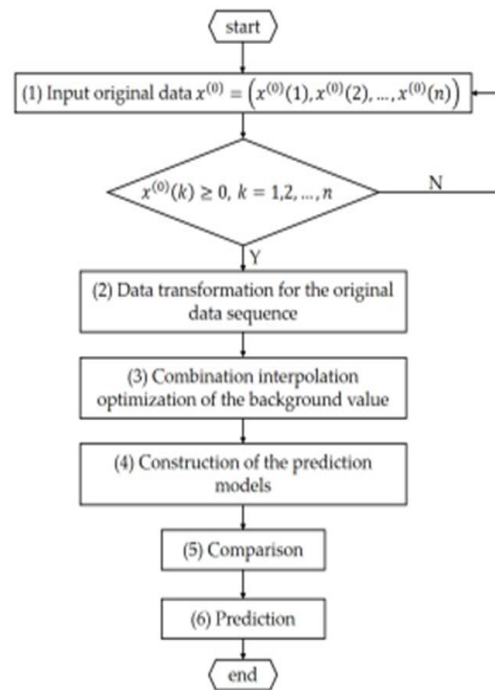 start
(1) Input original data x⁽⁰⁾ = (x⁽⁰⁾(1), x⁽⁰⁾(2), ..., x⁽⁰⁾(n))
x⁽⁰⁾(k) ≥ 0, k = 1,2, ..., n
N
Y
(2) Data transformation for the original
data sequence
(3) Combination interpolation
optimization of the background value
(4) Construction of the prediction
models
(5) Comparison
(6) Prediction
end